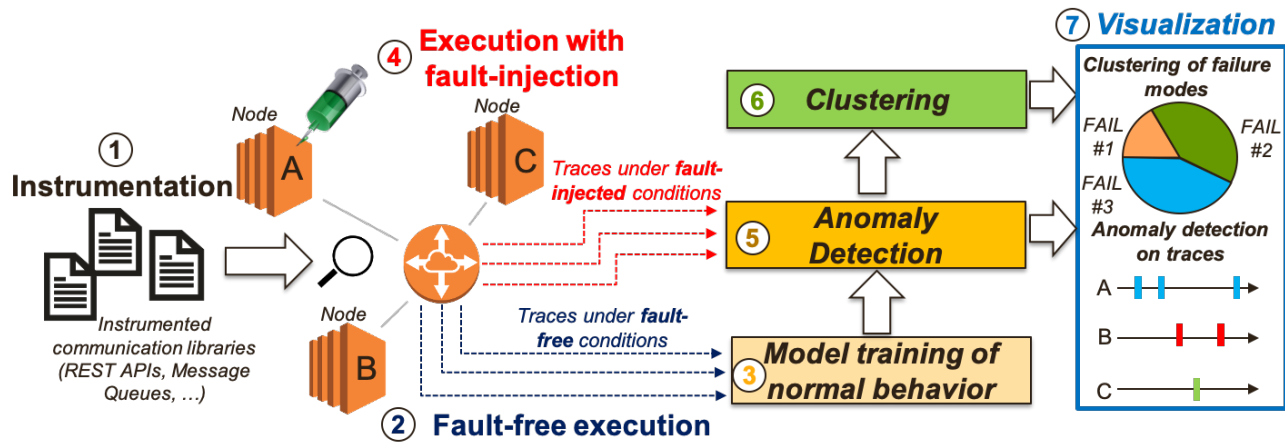 1
Instrumentation
Instrumented
communication libraries
(REST APIs, Message
Queues, …)
4
Execution with
fault-injection
Node
A
Node
C
Node
B
2
Fault-free execution
Traces under fault-
injected conditions
Traces under fault-
free conditions
3
Model training of
normal behavior
5
Anomaly
Detection
6
Clustering
7
Visualization
Clustering of failure
modes
FAIL
#1
FAIL
#2
FAIL
#3
Anomaly detection
on traces
A
B
C